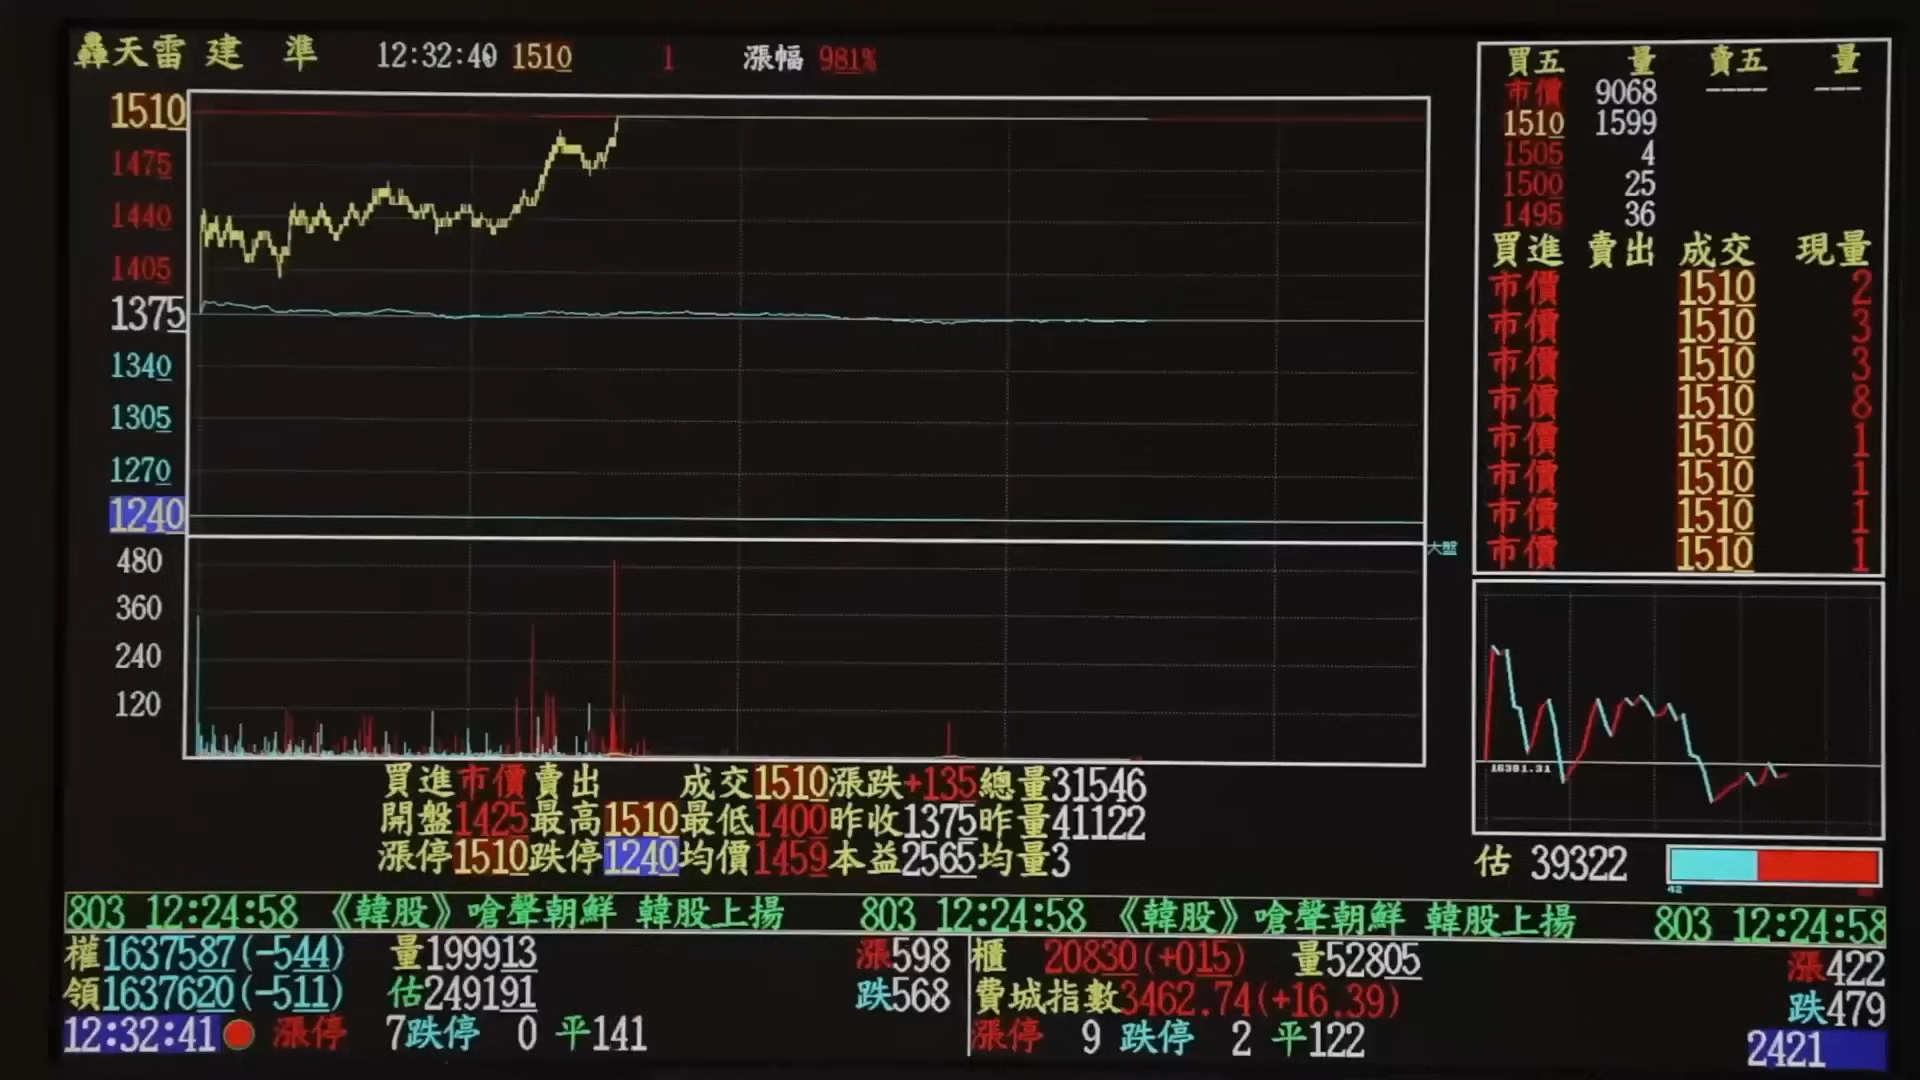 轟天雷 建 準 12:32:40 1510 1 漲幅 981%
買五 量 賣五 量
市價 9068 ---- ---
1510 1599
1505 4
1500 25
1495 36
買進 賣出 成交 現量
市價 1510 2
市價 1510 3
市價 1510 3
市價 1510 8
市價 1510 1
市價 1510 1
市價 1510 1
市價 1510 1
1510
1475
1440
1405
1375
1340
1305
1270
1240
大盤
480
360
240
120
16381.31
買進市價賣出 成交1510漲跌+135總量31546
開盤1425最高1510最低1400昨收1375昨量41122
漲停1510跌停1240均價1459本益2565均量3
估 39322
42
803 12:24:58 《韓股》嗆聲朝鮮 韓股上揚 803 12:24:58 《韓股》嗆聲朝鮮 韓股上揚 803 12:24:58
權1637587(-544) 量199913 漲598 櫃 20830(+015) 量52805 漲422
領1637620(-511) 估249191 跌568 費城指數3462.74(+16.39) 跌479
12:32:41 漲停 7跌停 0 平141 漲停 9 跌停 2 平122 2421